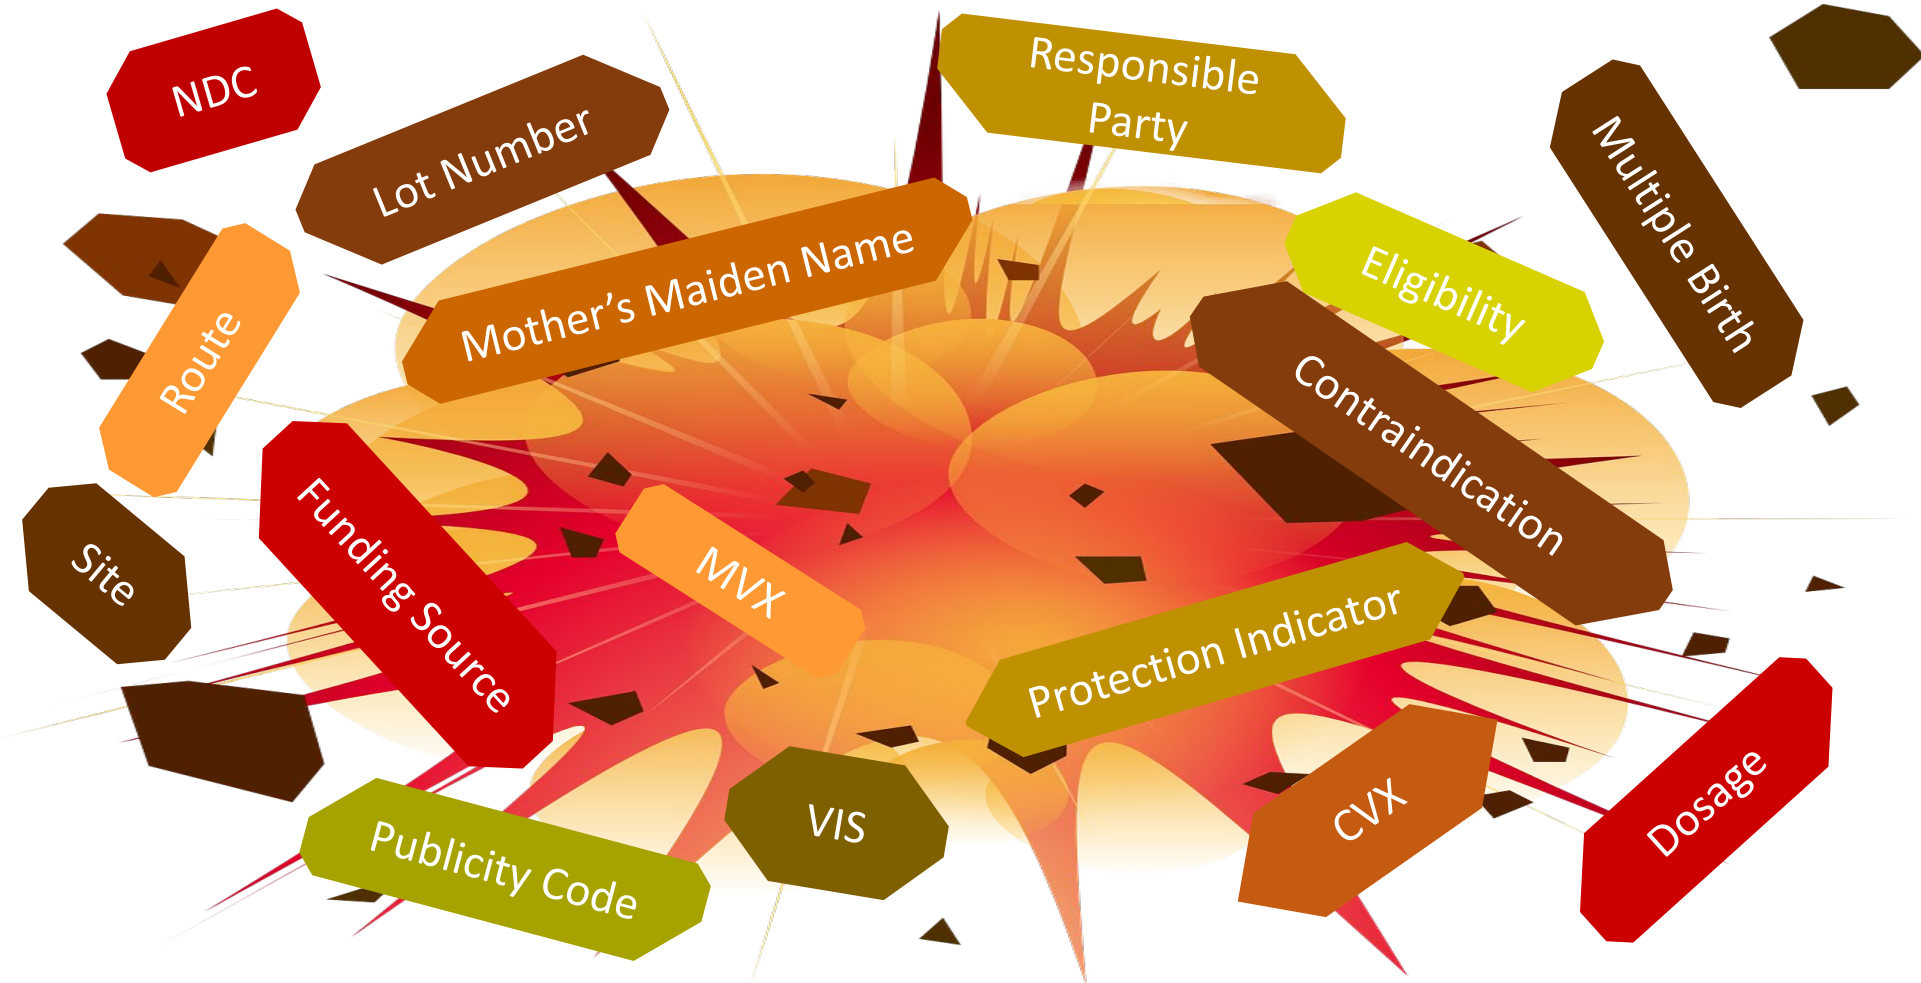 NDC
Lot Number
Responsible
Party
Multiple Birth
Mother’s Maiden Name
Eligibility
Route
Contraindication
Site
Funding Source
MVX
Protection Indicator
Publicity Code
VIS
CVX
Dosage